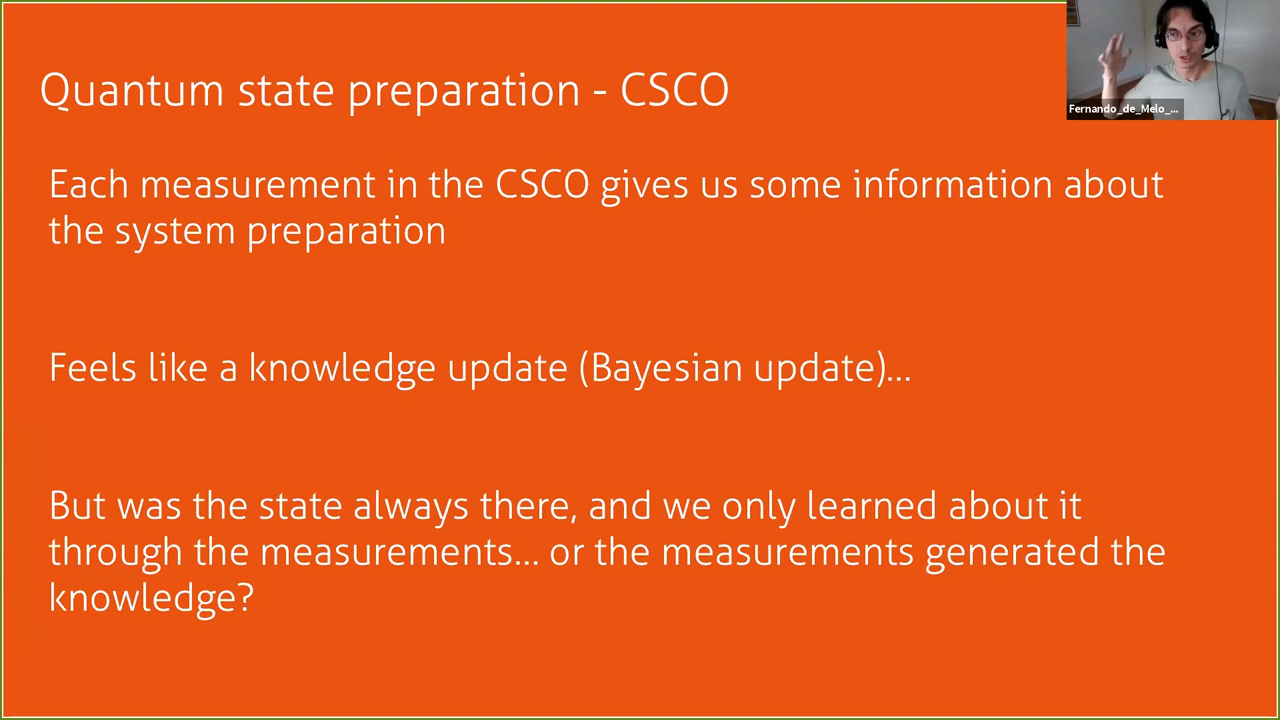 Quantum state preparation - CSCO
Fernando_de_Melo_...
Each measurement in the CSCO gives us some information about
the system preparation
Feels like a knowledge update (Bayesian update)...
But was the state always there, and we only learned about it
through the measurements... or the measurements generated the
knowledge?